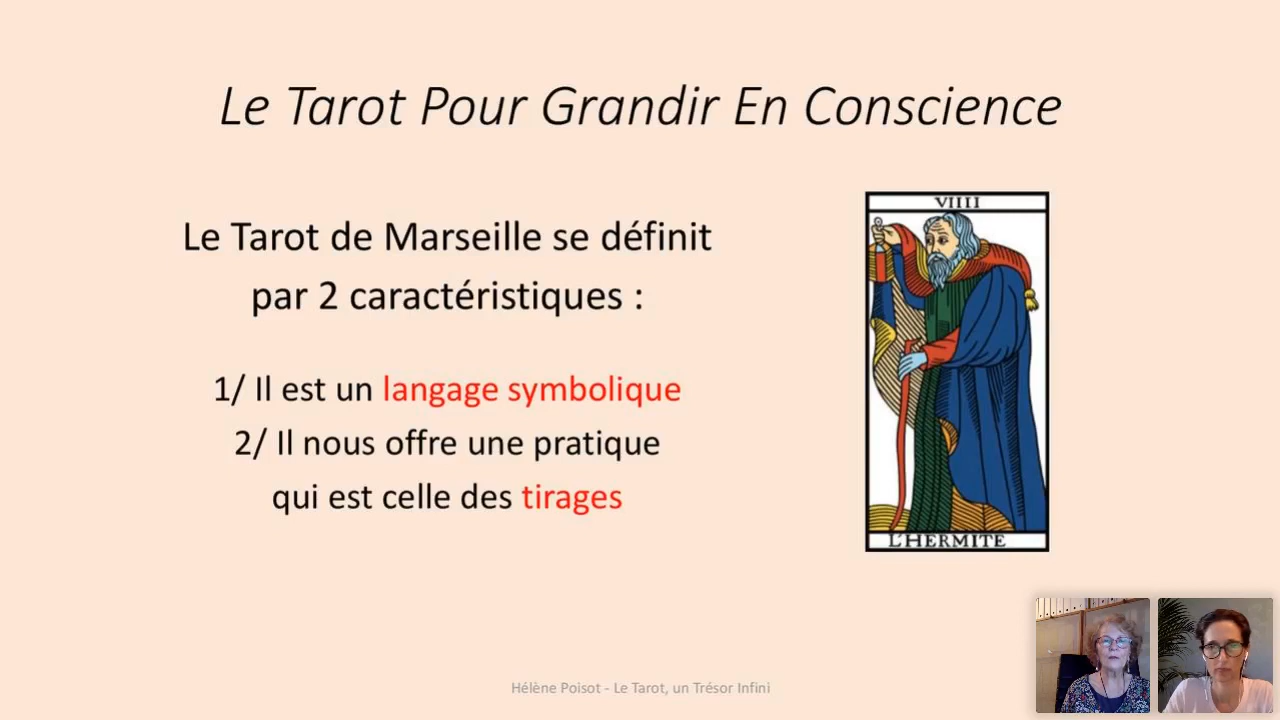 Le Tarot Pour Grandir En Conscience
Le Tarot de Marseille se définit
par 2 caractéristiques :
1/ Il est un langage symbolique
2/ Il nous offre une pratique
qui est celle des tirages
VIIII
L'HERMITE
Hélène Poisot - Le Tarot, un Trésor Infini